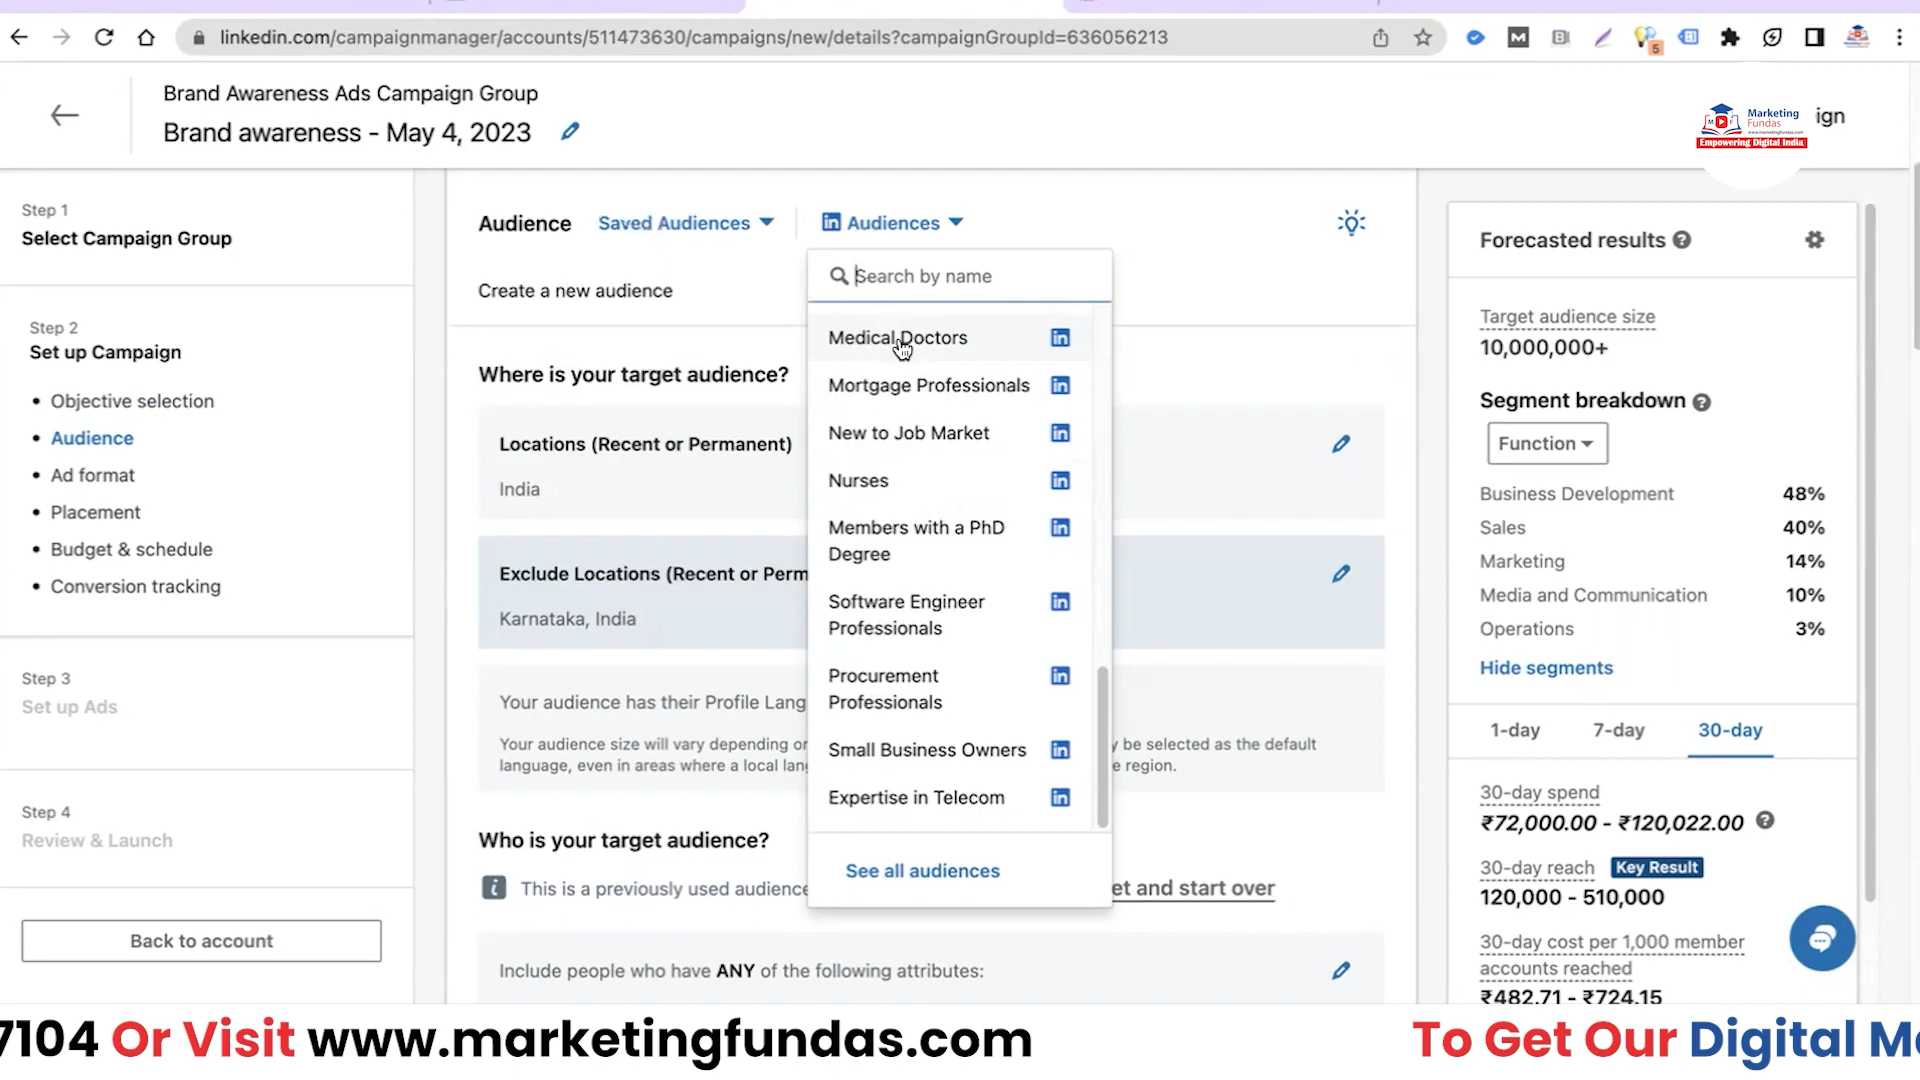 linkedin.com/campaignmanager/accounts/511473630/campaigns/new/details?campaignGroupId=636056213
5
Brand Awareness Ads Campaign Group
Brand awareness - May 4, 2023
Marketing
Fundas
www.marketingfundas.com
Empowering Digital India
ign
Step 1
Select Campaign Group
Step 2
Set up Campaign
• Objective selection
• Audience
• Ad format
• Placement
• Budget & schedule
• Conversion tracking
Step 3
Set up Ads
Step 4
Review & Launch
Back to account
Audience
Saved Audiences
in Audiences
Create a new audience
Search by name
Medical Doctors
Mortgage Professionals
New to Job Market
Nurses
Members with a PhD
Degree
Software Engineer
Professionals
Procurement
Professionals
Small Business Owners
Expertise in Telecom
See all audiences
Where is your target audience?
Locations (Recent or Permanent)
India
Exclude Locations (Recent or Perm
Karnataka, India
Your audience has their Profile Lang
Your audience size will vary depending or
y be selected as the default
language, even in areas where a local lang
e region.
Who is your target audience?
This is a previously used audience
et and start over
Include people who have ANY of the following attributes:
Forecasted results
Target audience size
10,000,000+
Segment breakdown
Function
Business Development 48%
Sales 40%
Marketing 14%
Media and Communication 10%
Operations 3%
Hide segments
1-day 7-day 30-day
30-day spend
₹72,000.00 - ₹120,022.00
30-day reach Key Result
120,000 - 510,000
30-day cost per 1,000 member
accounts reached
₹482.71 - ₹724.15
7104 Or Visit www.marketingfundas.com To Get Our Digital Ma